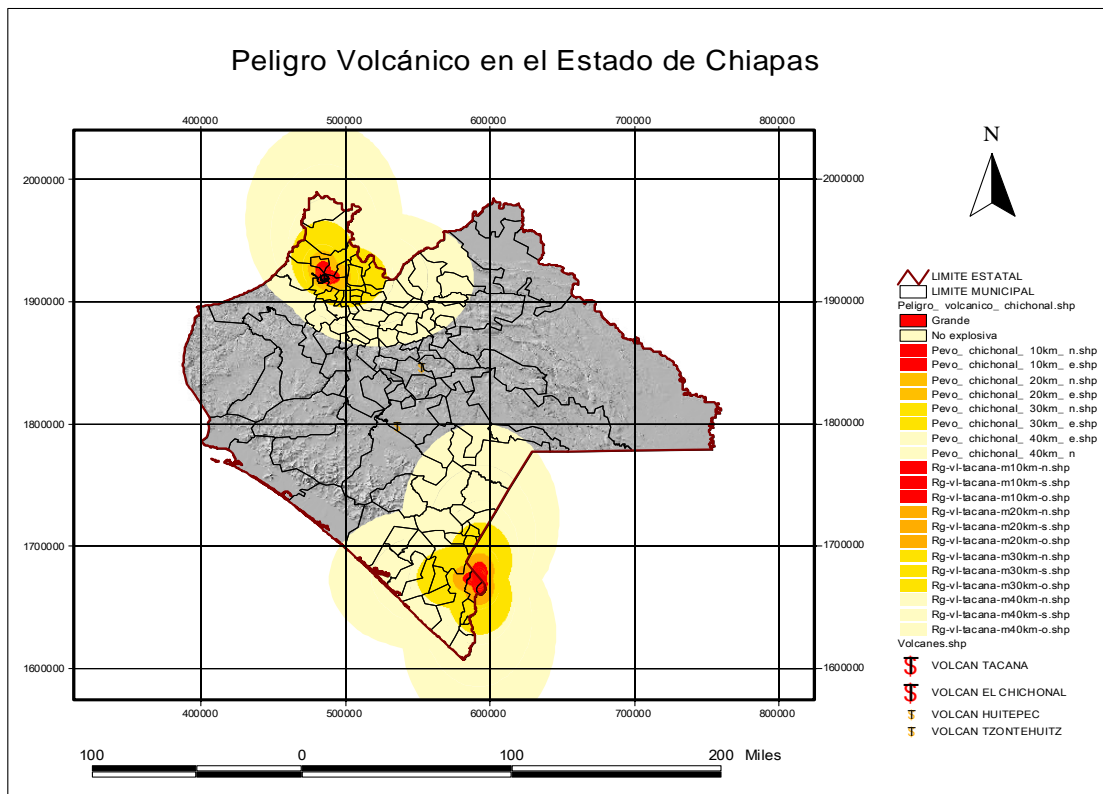 Peligro Volcánico en el Estado de Chiapas
400000 500000 600000 700000 800000
N
2000000 2000000
1900000 1900000
1800000 1800000
1700000 1700000
1600000 1600000
400000 500000 600000 700000 800000
100 0 100 200 Miles
LIMITE ESTATAL
LIMITE MUNICIPAL
Peligro_ volcanico_ chichonal.shp
Grande
No explosiva
Pevo_ chichonal_ 10km_ n.shp
Pevo_ chichonal_ 10km_ e.shp
Pevo_ chichonal_ 20km_ n.shp
Pevo_ chichonal_ 20km_ e.shp
Pevo_ chichonal_ 30km_ n.shp
Pevo_ chichonal_ 30km_ e.shp
Pevo_ chichonal_ 40km_ e.shp
Pevo_ chichonal_ 40km_ n
Rg-vl-tacana-m10km-n.shp
Rg-vl-tacana-m10km-s.shp
Rg-vl-tacana-m10km-o.shp
Rg-vl-tacana-m20km-n.shp
Rg-vl-tacana-m20km-s.shp
Rg-vl-tacana-m20km-o.shp
Rg-vl-tacana-m30km-n.shp
Rg-vl-tacana-m30km-s.shp
Rg-vl-tacana-m30km-o.shp
Rg-vl-tacana-m40km-n.shp
Rg-vl-tacana-m40km-s.shp
Rg-vl-tacana-m40km-o.shp
Volcanes.shp
VOLCAN TACANA
VOLCAN EL CHICHONAL
VOLCAN HUITEPEC
VOLCAN TZONTEHUITZ